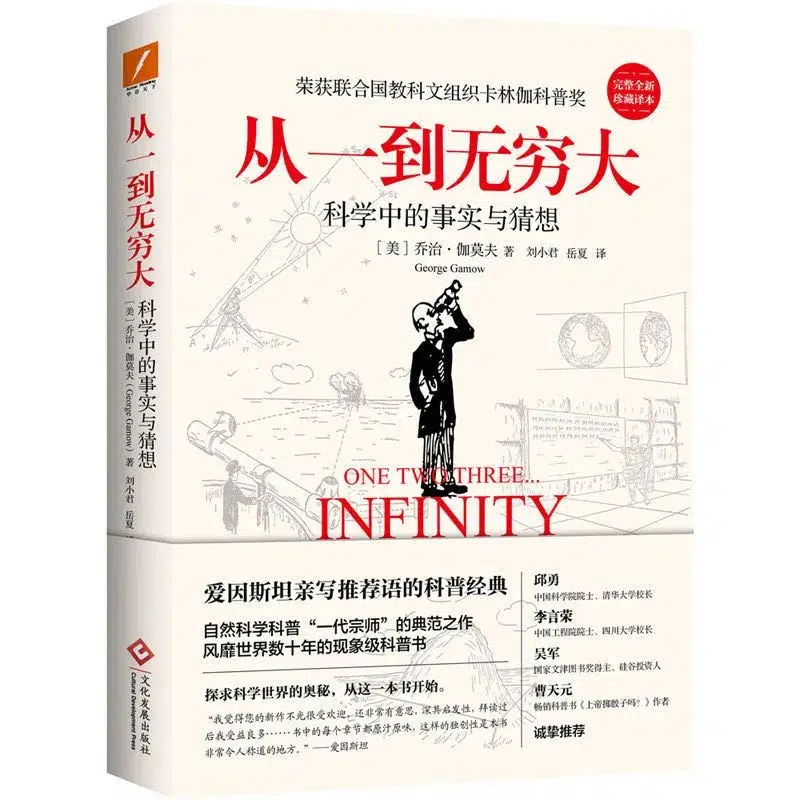 从一到无穷大
科学中的事实与猜想
［美］乔治·伽莫夫（George Gamow）著
刘小君 岳夏 译
文化发展出版社
Cultural Development Press
荣获联合国教科文组织卡林伽科普奖
完整全新
珍藏译本
从一到无穷大
科学中的事实与猜想
［美］乔治·伽莫夫 著 刘小君 岳夏 译
George Gamow
ONE TWO THREE...
INFINITY
爱因斯坦亲写推荐语的科普经典
自然科学科普“一代宗师”的典范之作
风靡世界数十年的现象级科普书
探求科学世界的奥秘，从这一本书开始。
“我觉得您的新作不光很受欢迎，还非常有意思，深其启发性，拜读过
后我受益良多……书中的每个章节都原汁原味，这样的独创性是本书
非常令人称道的地方。”——爱因斯坦
邱勇
中国科学院院士、清华大学校长
李言荣
中国工程院院士、四川大学校长
吴军
国家文津图书奖得主、硅谷投资人
曹天元
畅销科普书《上帝掷骰子吗？》作者
诚挚推荐